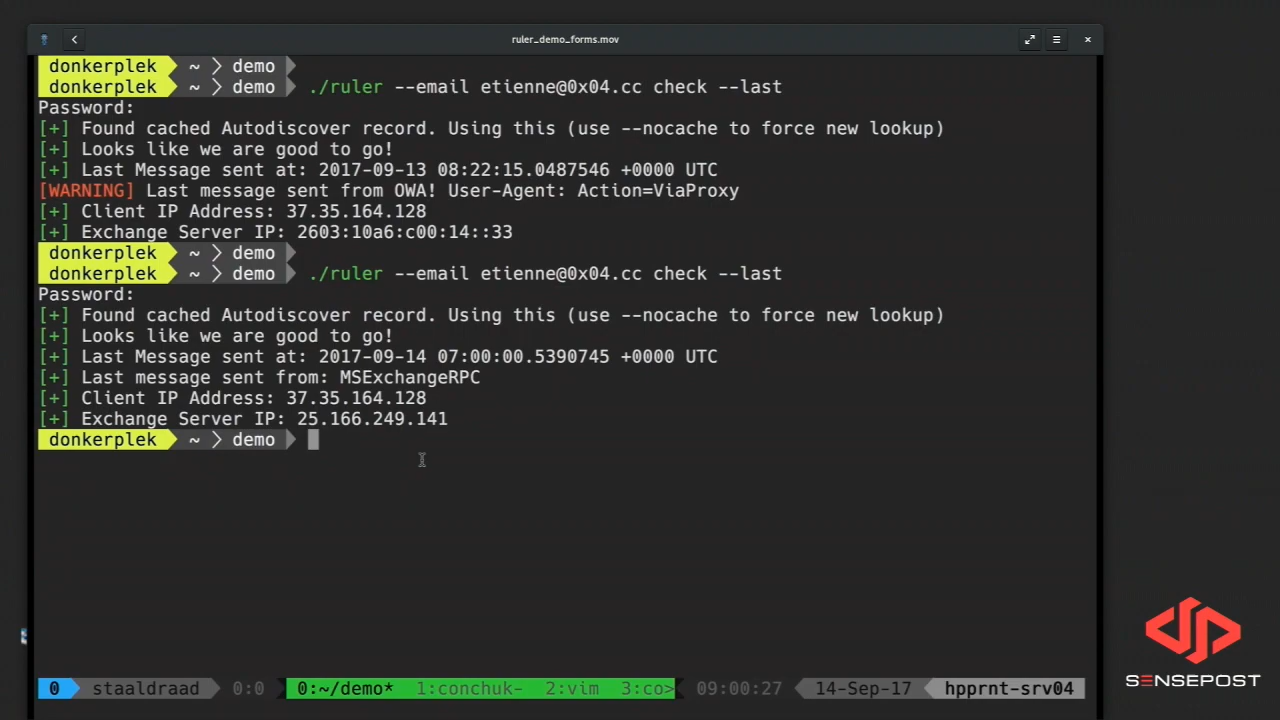 ruler_demo_forms.mov
donkerplek ~ demo
donkerplek ~ demo ./ruler --email etienne@0x04.cc check --last
Password:
[+] Found cached Autodiscover record. Using this (use --nocache to force new lookup)
[+] Looks like we are good to go!
[+] Last Message sent at: 2017-09-13 08:22:15.0487546 +0000 UTC
[WARNING] Last message sent from OWA! User-Agent: Action=ViaProxy
[+] Client IP Address: 37.35.164.128
[+] Exchange Server IP: 2603:10a6:c00:14::33
donkerplek ~ demo
donkerplek ~ demo ./ruler --email etienne@0x04.cc check --last
Password:
[+] Found cached Autodiscover record. Using this (use --nocache to force new lookup)
[+] Looks like we are good to go!
[+] Last Message sent at: 2017-09-14 07:00:00.5390745 +0000 UTC
[+] Last message sent from: MSExchangeRPC
[+] Client IP Address: 37.35.164.128
[+] Exchange Server IP: 25.166.249.141
donkerplek ~ demo
0 staaldraad 0:0 0:~/demo* 1:conchuk- 2:vim 3:co> 09:00:27 14-Sep-17 hpprnt-srv04
SENSEPOST